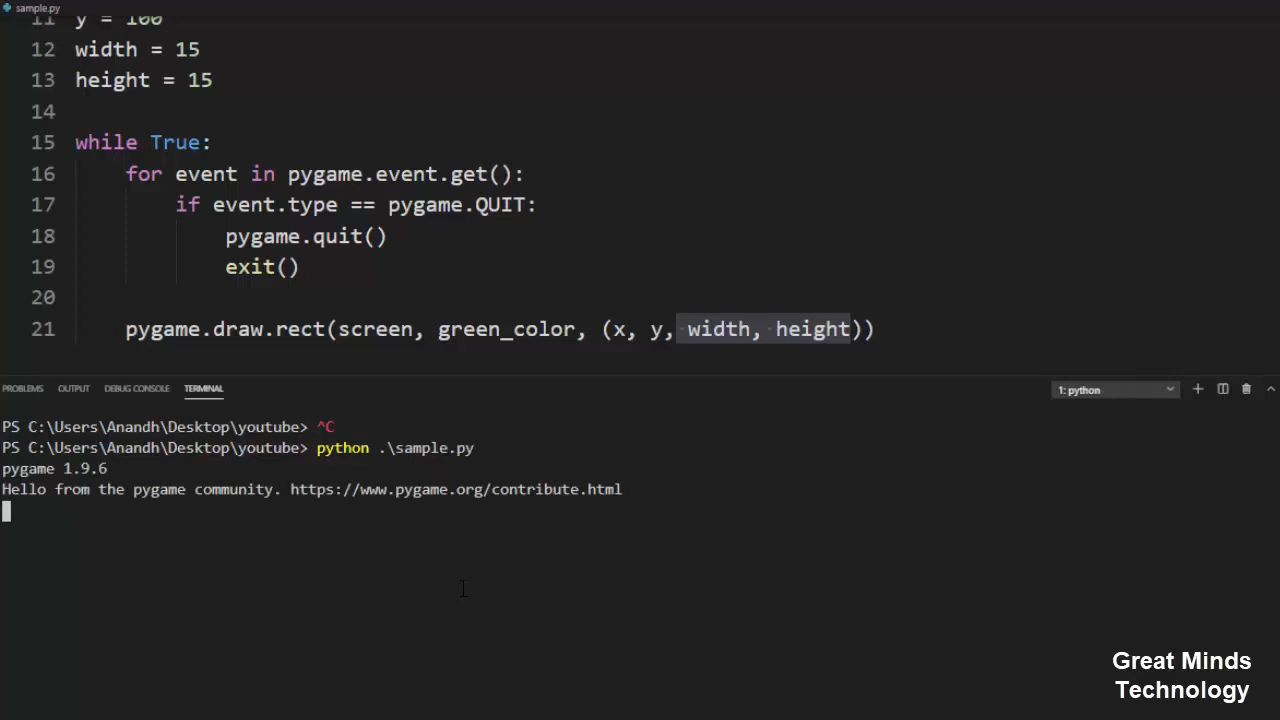 sample.py
11 y = 100
12 width = 15
13 height = 15
14
15 while True:
16 for event in pygame.event.get():
17 if event.type == pygame.QUIT:
18 pygame.quit()
19 exit()
20
21 pygame.draw.rect(screen, green_color, (x, y, width, height))
PROBLEMS OUTPUT DEBUG CONSOLE TERMINAL 1: python
PS C:\Users\Anandh\Desktop\youtube> ^C
PS C:\Users\Anandh\Desktop\youtube> python .\sample.py
pygame 1.9.6
Hello from the pygame community. https://www.pygame.org/contribute.html
Great Minds
Technology